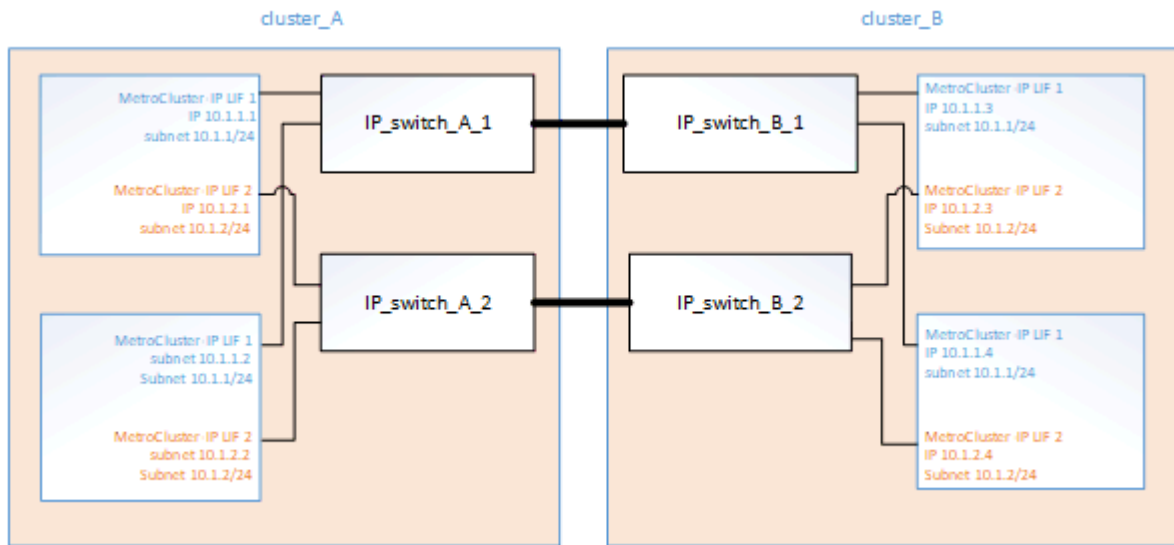 cluster_A
cluster_B
MetroCluster-IP LIF 1
IP 10.1.1.1
subnet 10.1.1/24
MetroCluster-IP LIF 2
IP 10.1.2.1
subnet 10.1.2/24
IP_switch_A_1
IP_switch_B_1
MetroCluster-IP LIF 1
IP 10.1.1.3
subnet 10.1.1/24
MetroCluster-IP LIF 2
IP 10.1.2.3
Subnet 10.1.2/24
IP_switch_A_2
IP_switch_B_2
MetroCluster-IP LIF 1
subnet 10.1.1.2
Subnet 10.1.1/24
MetroCluster-IP LIF 2
subnet 10.1.2.2
Subnet 10.1.2/24
MetroCluster-IP LIF 1
IP 10.1.1.4
subnet 10.1.1/24
MetroCluster-IP LIF 2
IP 10.1.2.4
Subnet 10.1.2/24